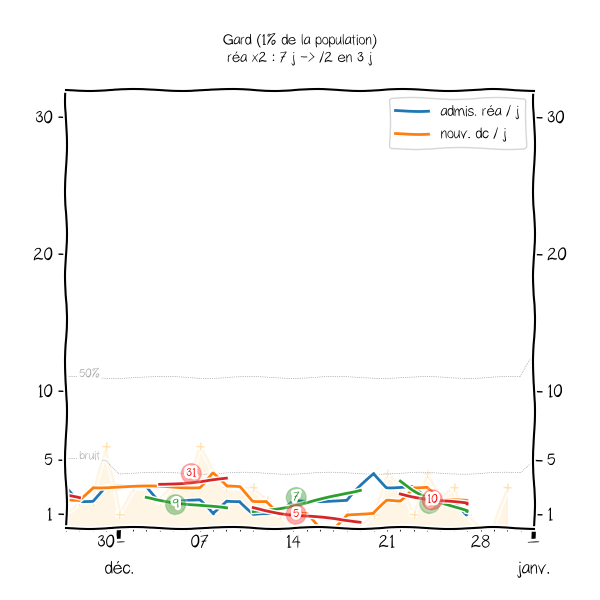 Gard (1% de la population)
réa x2 : 7 j -> /2 en 3 j
admis. réa / j
nouv. dc / j
30 30
20 20
50%
10 10
bruit
5 5
31
9
7
5
10
1 1
30 07 14 21 28
déc. janv.